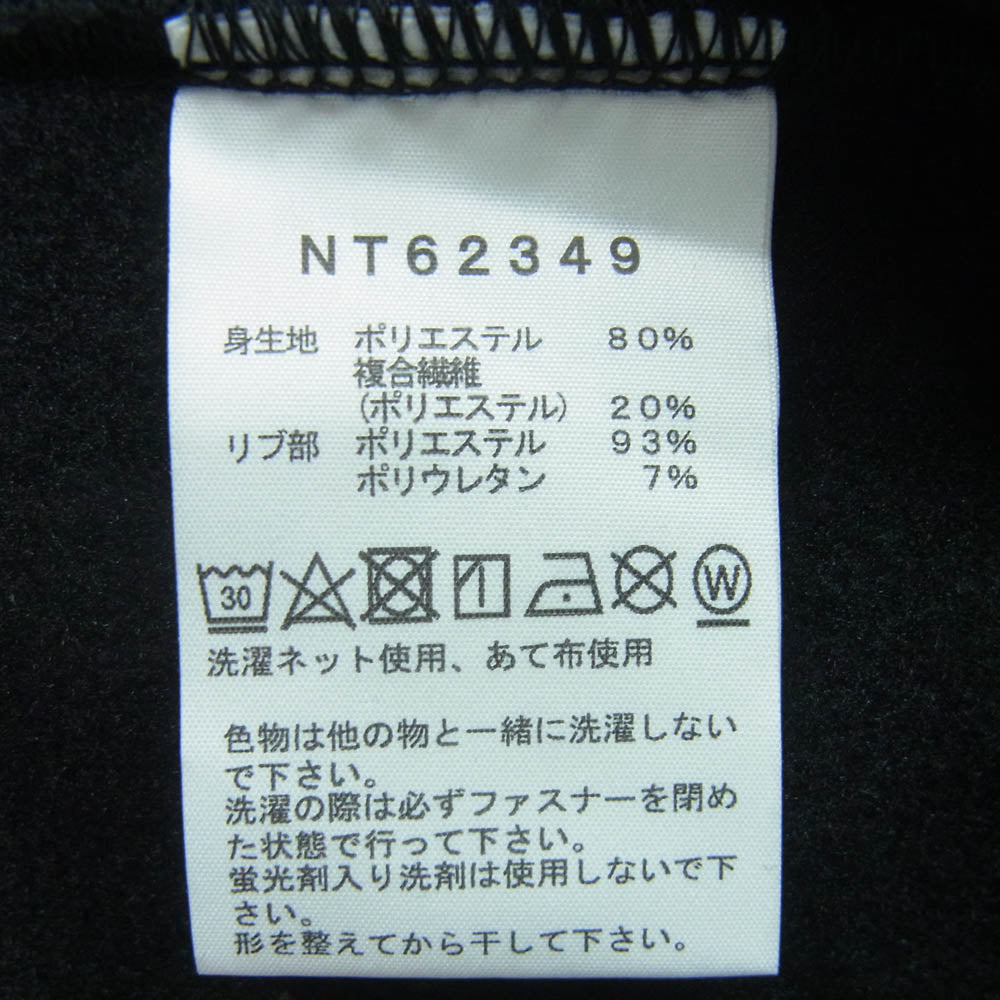 NT62349
身生地 ポリエステル 80%
複合繊維
(ポリエステル) 20%
リブ部 ポリエステル 93%
ポリウレタン 7%
30 W
洗濯ネット使用、あて布使用
色物は他の物と一緒に洗濯しない
で下さい。
洗濯の際は必ずファスナーを閉め
た状態で行って下さい。
蛍光剤入り洗剤は使用しないで下
さい。
形を整えてから干して下さい。